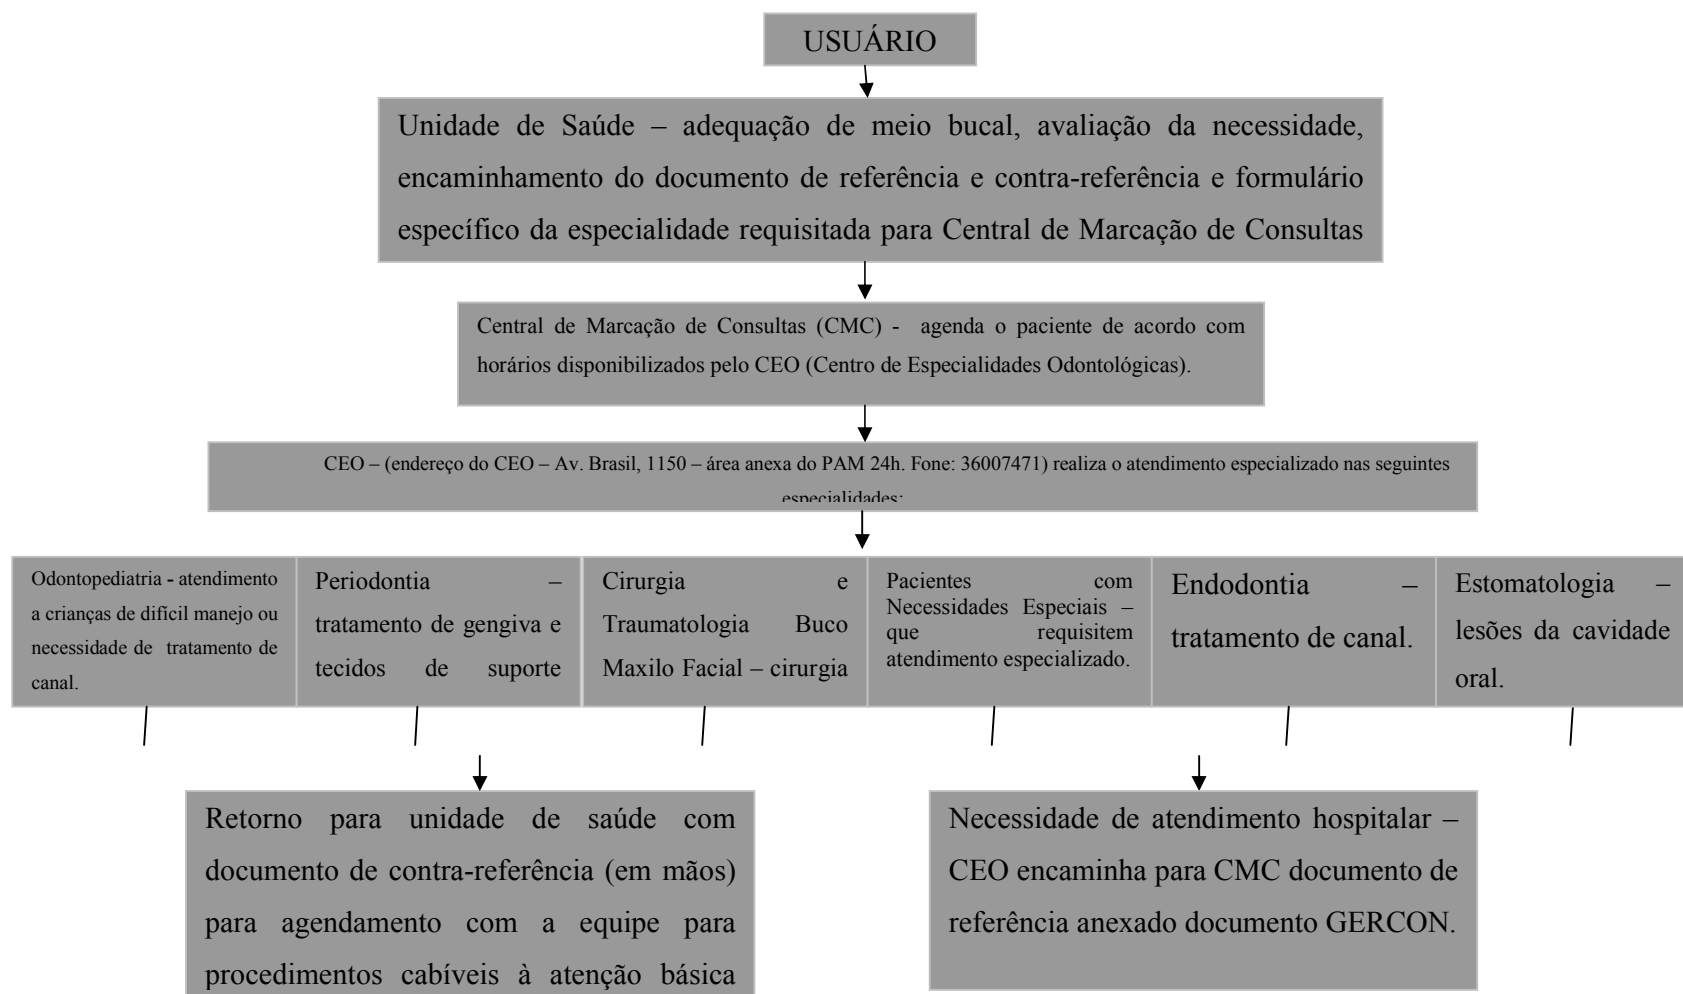 USUÁRIO
Unidade de Saúde – adequação de meio bucal, avaliação da necessidade,
encaminhamento do documento de referência e contra-referência e formulário
específico da especialidade requisitada para Central de Marcação de Consultas
Central de Marcação de Consultas (CMC) - agenda o paciente de acordo com
horários disponibilizados pelo CEO (Centro de Especialidades Odontológicas).
CEO – (endereço do CEO – Av. Brasil, 1150 – área anexa do PAM 24h. Fone: 36007471) realiza o atendimento especializado nas seguintes
especialidades:
Odontopediatria - atendimento
a crianças de difícil manejo ou
necessidade de tratamento de
canal.
Periodontia –
tratamento de gengiva e
tecidos de suporte
Cirurgia e
Traumatologia Buco
Maxilo Facial – cirurgia
Pacientes com
Necessidades Especiais –
que requisitem
atendimento especializado.
Endodontia –
tratamento de canal.
Estomatologia –
lesões da cavidade
oral.
Retorno para unidade de saúde com
documento de contra-referência (em mãos)
para agendamento com a equipe para
procedimentos cabíveis à atenção básica
Necessidade de atendimento hospitalar –
CEO encaminha para CMC documento de
referência anexado documento GERCON.